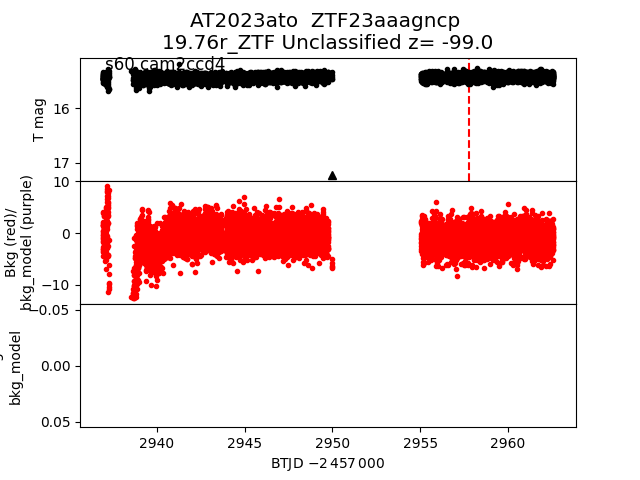 AT2023ato  ZTF23aaagncp
19.76r_ZTF Unclassified z= -99.0
s60 cam2ccd4
T mag
16
17
Bkg (red)/
bkg_model (purple)
10
0
−10
bkg_model
−0.05
0.00
0.05
2940 2945 2950 2955 2960
BTJD −2 457 000